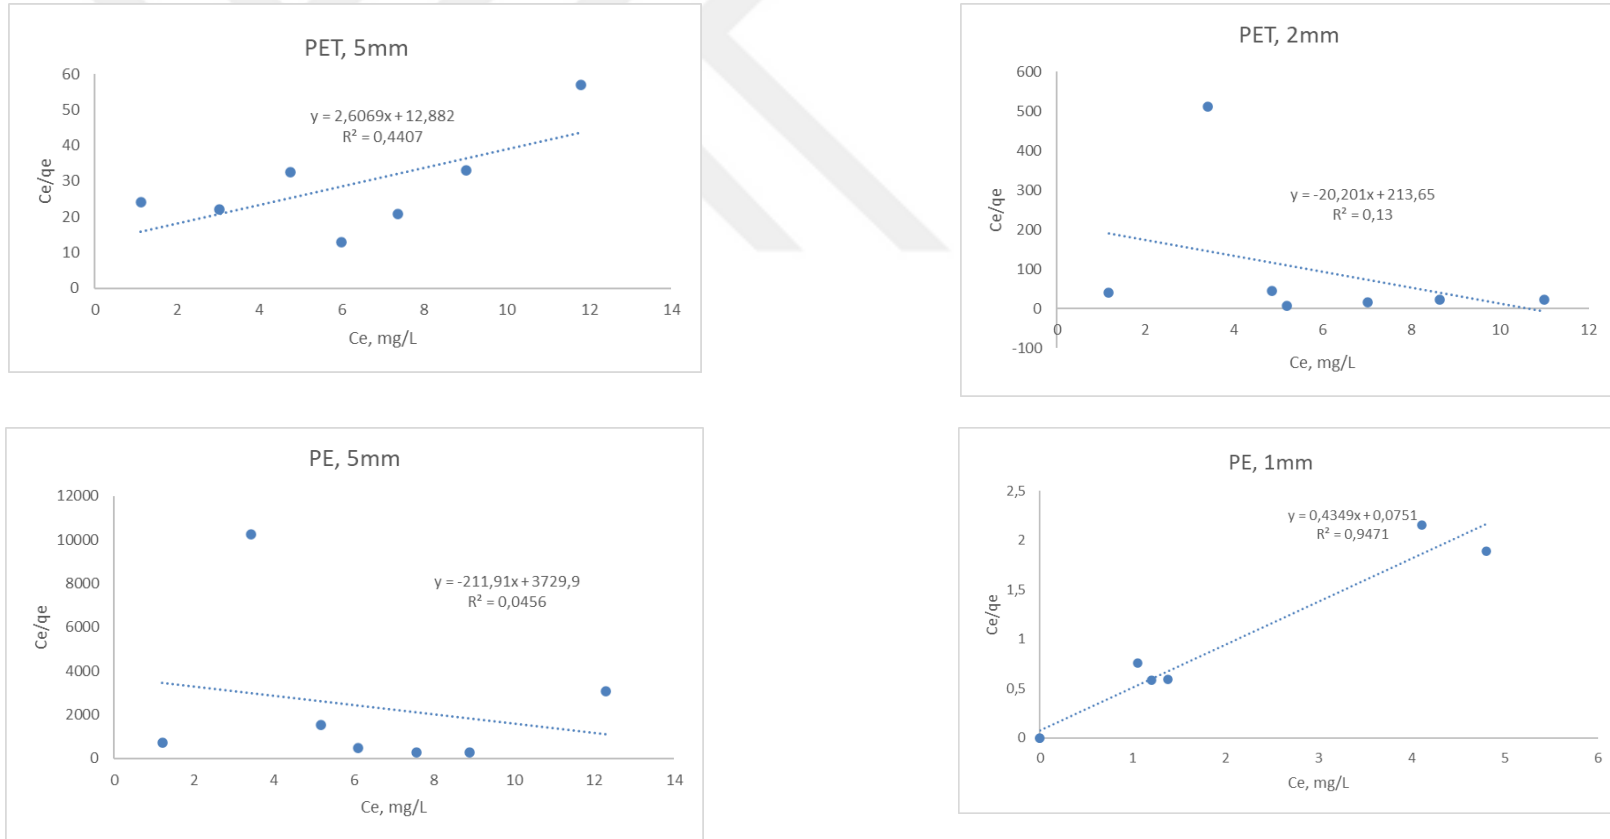 PET, 5mm
60
50
40
30
20
10
0
Ce/qe
y = 2,6069x + 12,882
R² = 0,4407
0 2 4 6 8 10 12 14
Ce, mg/L
PET, 2mm
600
500
400
300
200
100
0
-100
Ce/qe
y = -20,201x + 213,65
R² = 0,13
0 2 4 6 8 10 12
Ce, mg/L
PE, 5mm
12000
10000
8000
6000
4000
2000
0
Ce/qe
y = -211,91x + 3729,9
R² = 0,0456
0 2 4 6 8 10 12 14
Ce, mg/L
PE, 1mm
2,5
2
1,5
1
0,5
0
Ce/qe
y = 0,4349x + 0,0751
R² = 0,9471
0 1 2 3 4 5 6
Ce, mg/L